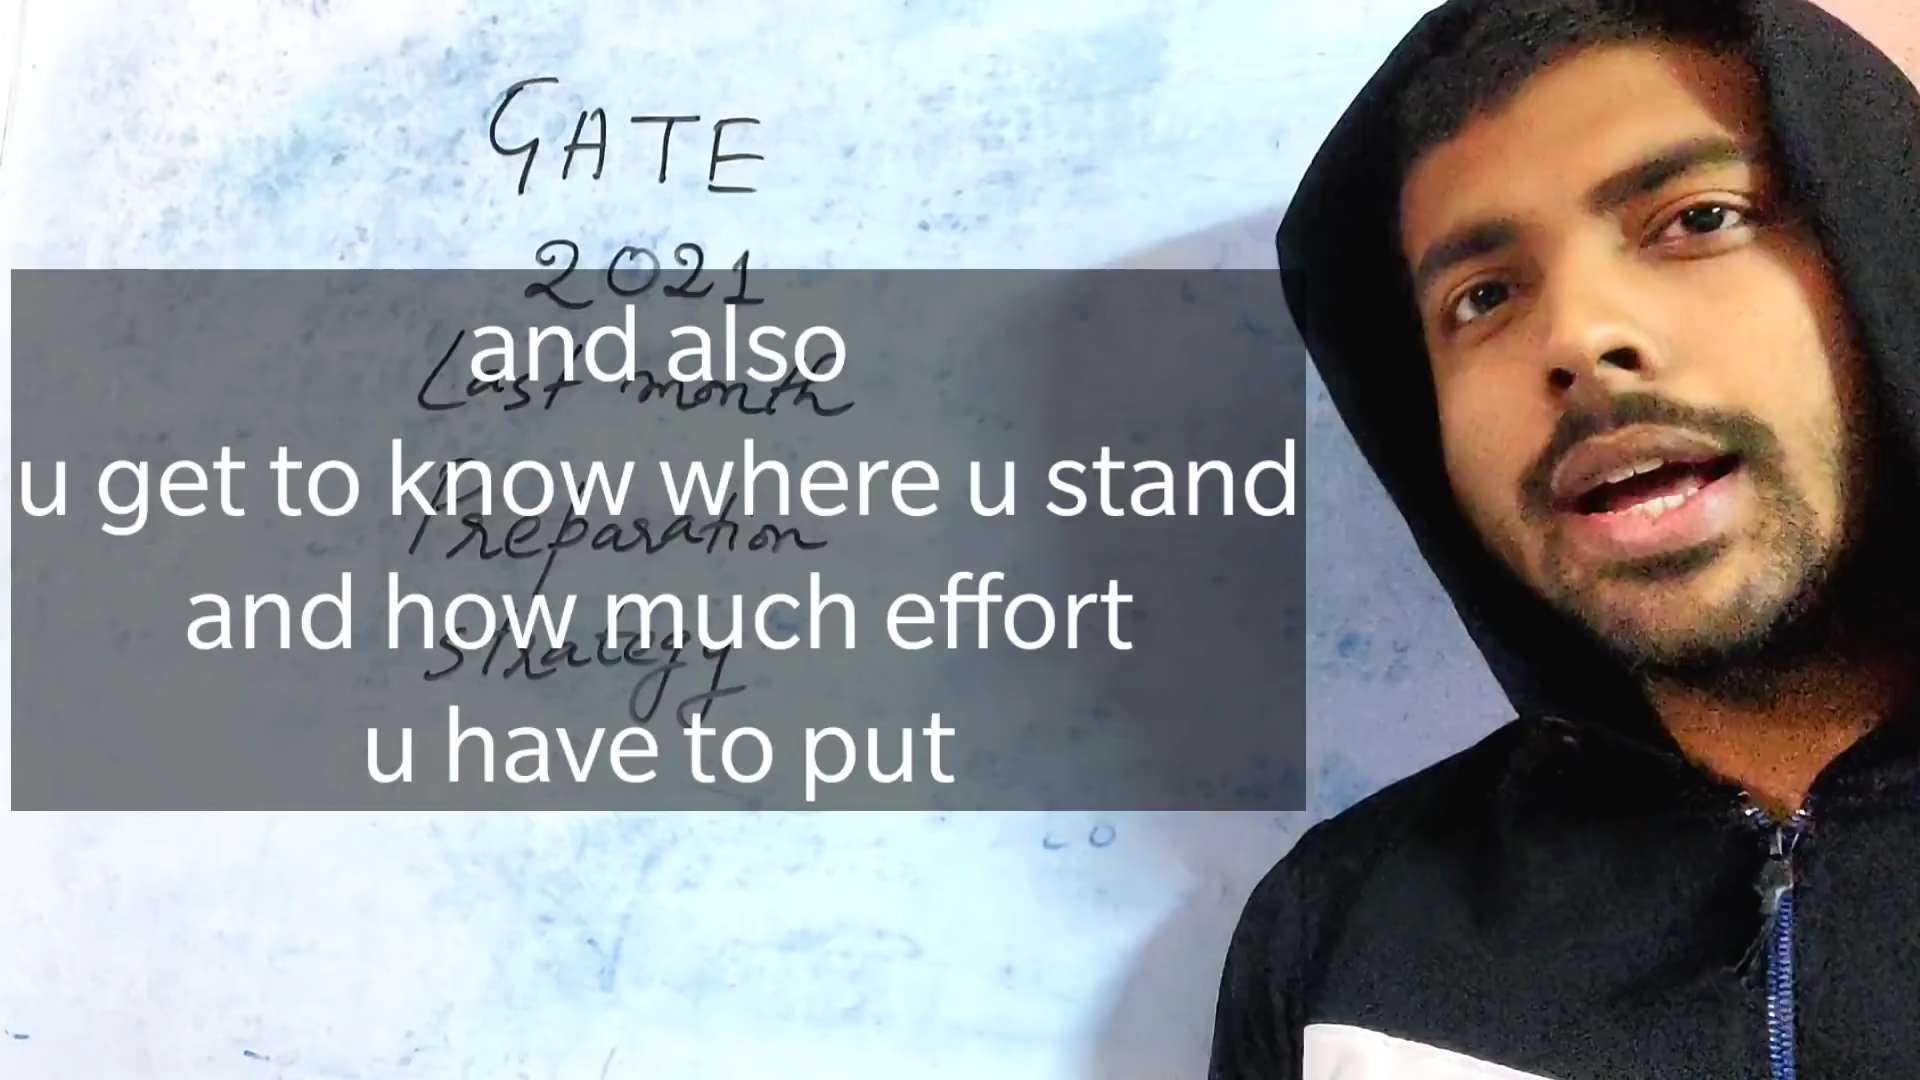 GATE
2021
Last month
Preparation
strategy
and also
u get to know where u stand
and how much effort
u have to put